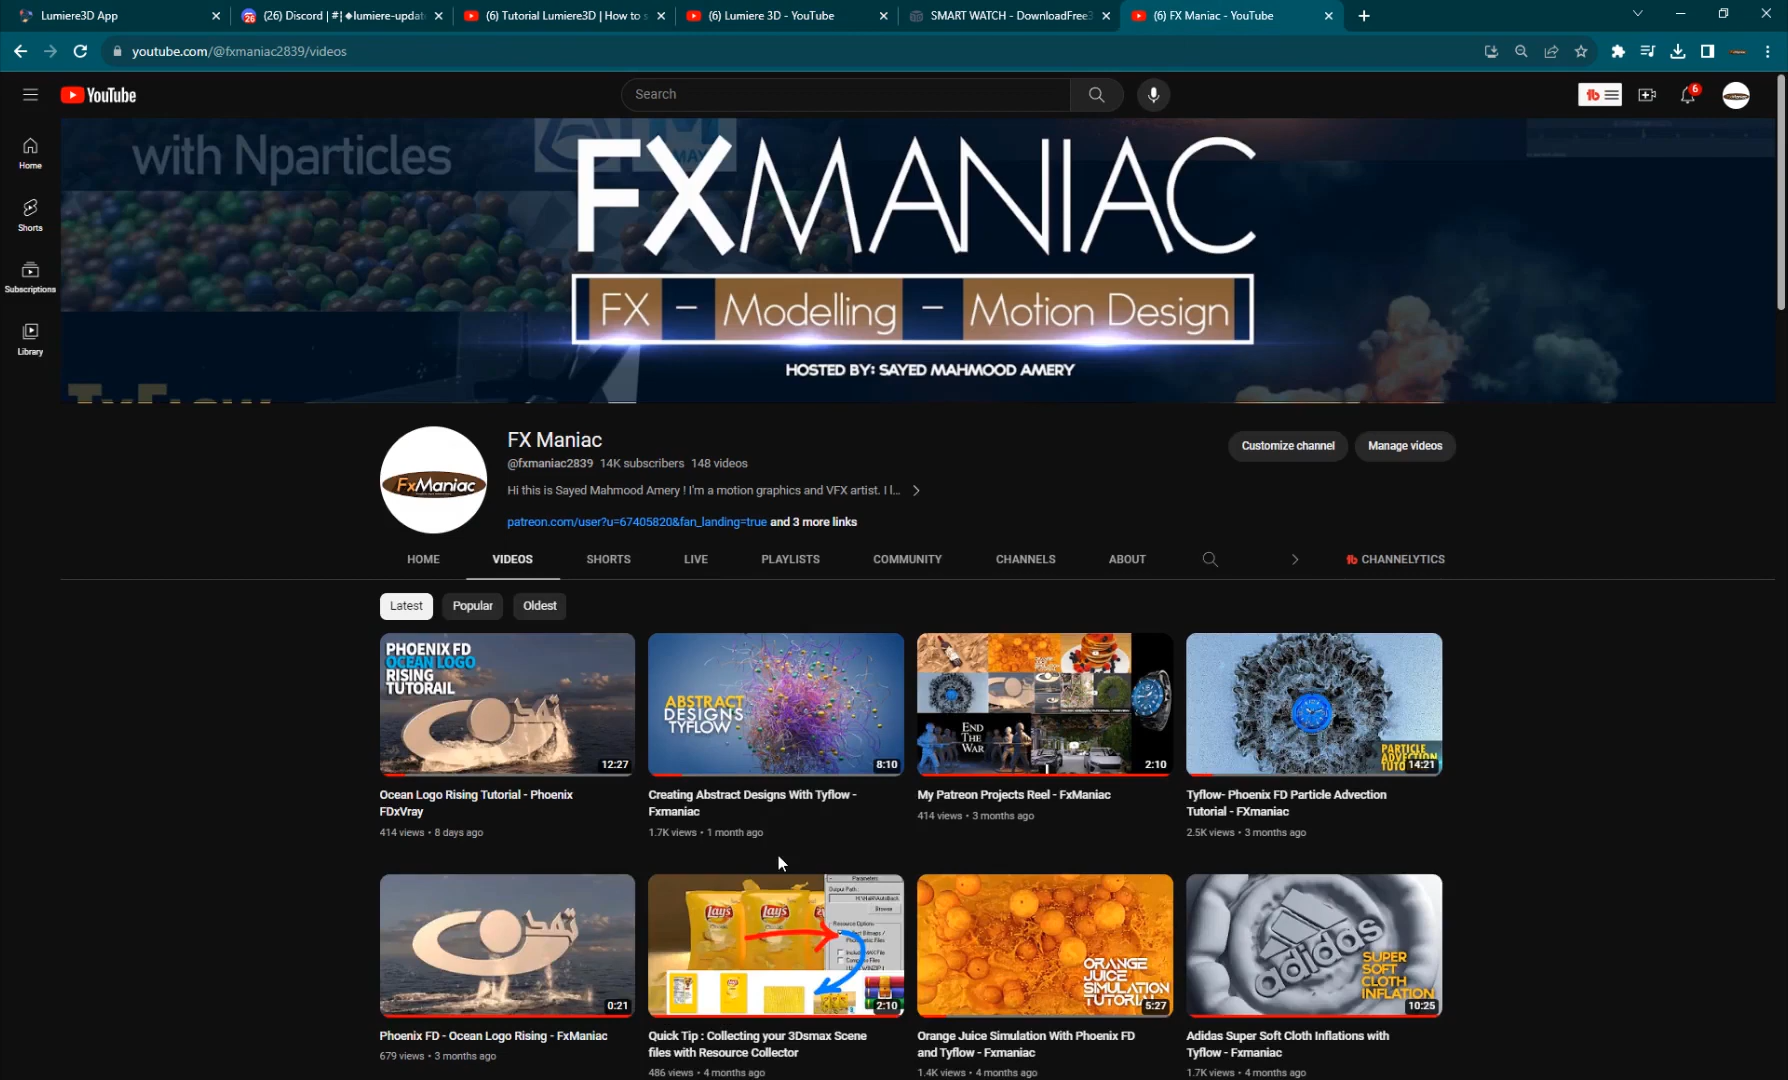 Lumiere3D App
(26) Discord | #¦◆lumiere-updat
(6) Tutorial Lumiere3D | How to s
(6) Lumiere 3D - YouTube
SMART WATCH - DownloadFree3
(6) FX Maniac - YouTube
youtube.com/@fxmaniac2839/videos
YouTube
Search
6
Home
Shorts
Subscriptions
Library
with Nparticles
FXMANIAC
FX - Modelling - Motion Design
HOSTED BY: SAYED MAHMOOD AMERY
TyFlow
FxManiac
FX Maniac
@fxmaniac2839 14K subscribers 148 videos
Hi this is Sayed Mahmood Amery ! I'm a motion graphics and VFX artist. I l...
patreon.com/user?u=67405820&fan_landing=true and 3 more links
Customize channel
Manage videos
HOME
VIDEOS
SHORTS
LIVE
PLAYLISTS
COMMUNITY
CHANNELS
ABOUT
CHANNELYTICS
Latest
Popular
Oldest
PHOENIX FD
OCEAN LOGO
RISING
TUTORAIL
12:27
ABSTRACT
DESIGNS
TYFLOW
8:10
END
THE
WAR
2:10
PARTICLE
ADVECTION
14:21
Ocean Logo Rising Tutorial - Phoenix
FDxVray
414 views • 8 days ago
Creating Abstract Designs With Tyflow -
Fxmaniac
1.7K views • 1 month ago
My Patreon Projects Reel - FxManiac
414 views • 3 months ago
Tyflow- Phoenix FD Particle Advection
Tutorial - FXmaniac
2.5K views • 3 months ago
0:21
Lay's
Lay's
Parameters
Output Path:
Browse
Resource Options
2:10
ORANGE
JUICE
SIMULATION
TUTORIAL
5:27
adidas
SUPER
SOFT
CLOTH
INFLATION
10:25
Phoenix FD - Ocean Logo Rising - FxManiac
679 views • 3 months ago
Quick Tip : Collecting your 3Dsmax Scene
files with Resource Collector
486 views • 4 months ago
Orange Juice Simulation With Phoenix FD
and Tyflow - Fxmaniac
1.4K views • 4 months ago
Adidas Super Soft Cloth Inflations with
Tyflow - Fxmaniac
1.7K views • 4 months ago